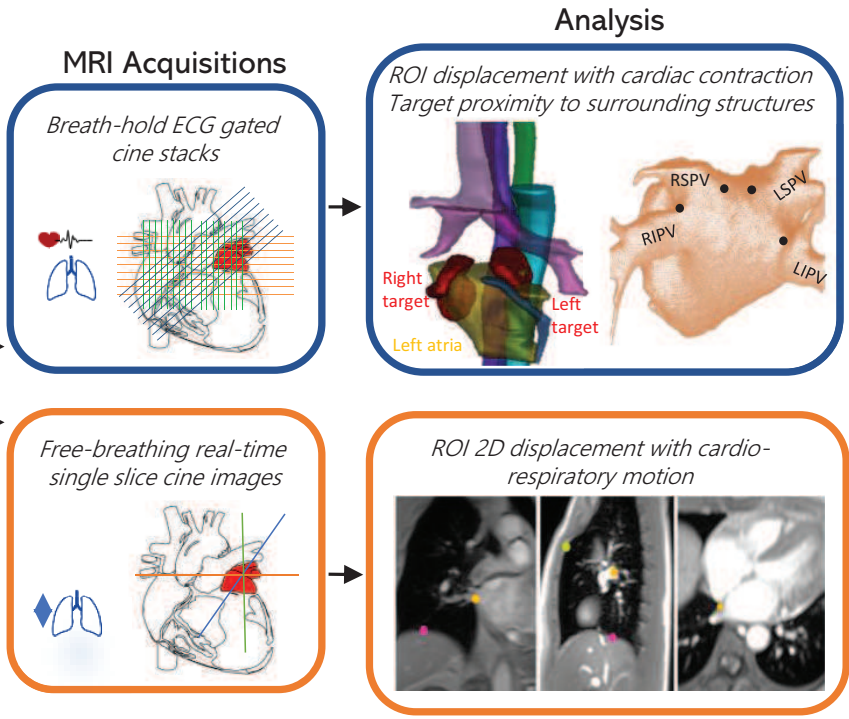 MRI Acquisitions
Analysis
Breath-hold ECG gated
cine stacks
ROI displacement with cardiac contraction
Target proximity to surrounding structures
Right
target
Left
target
Left atria
RSPV
LSPV
RIPV
LIPV
Free-breathing real-time
single slice cine images
ROI 2D displacement with cardio-
respiratory motion